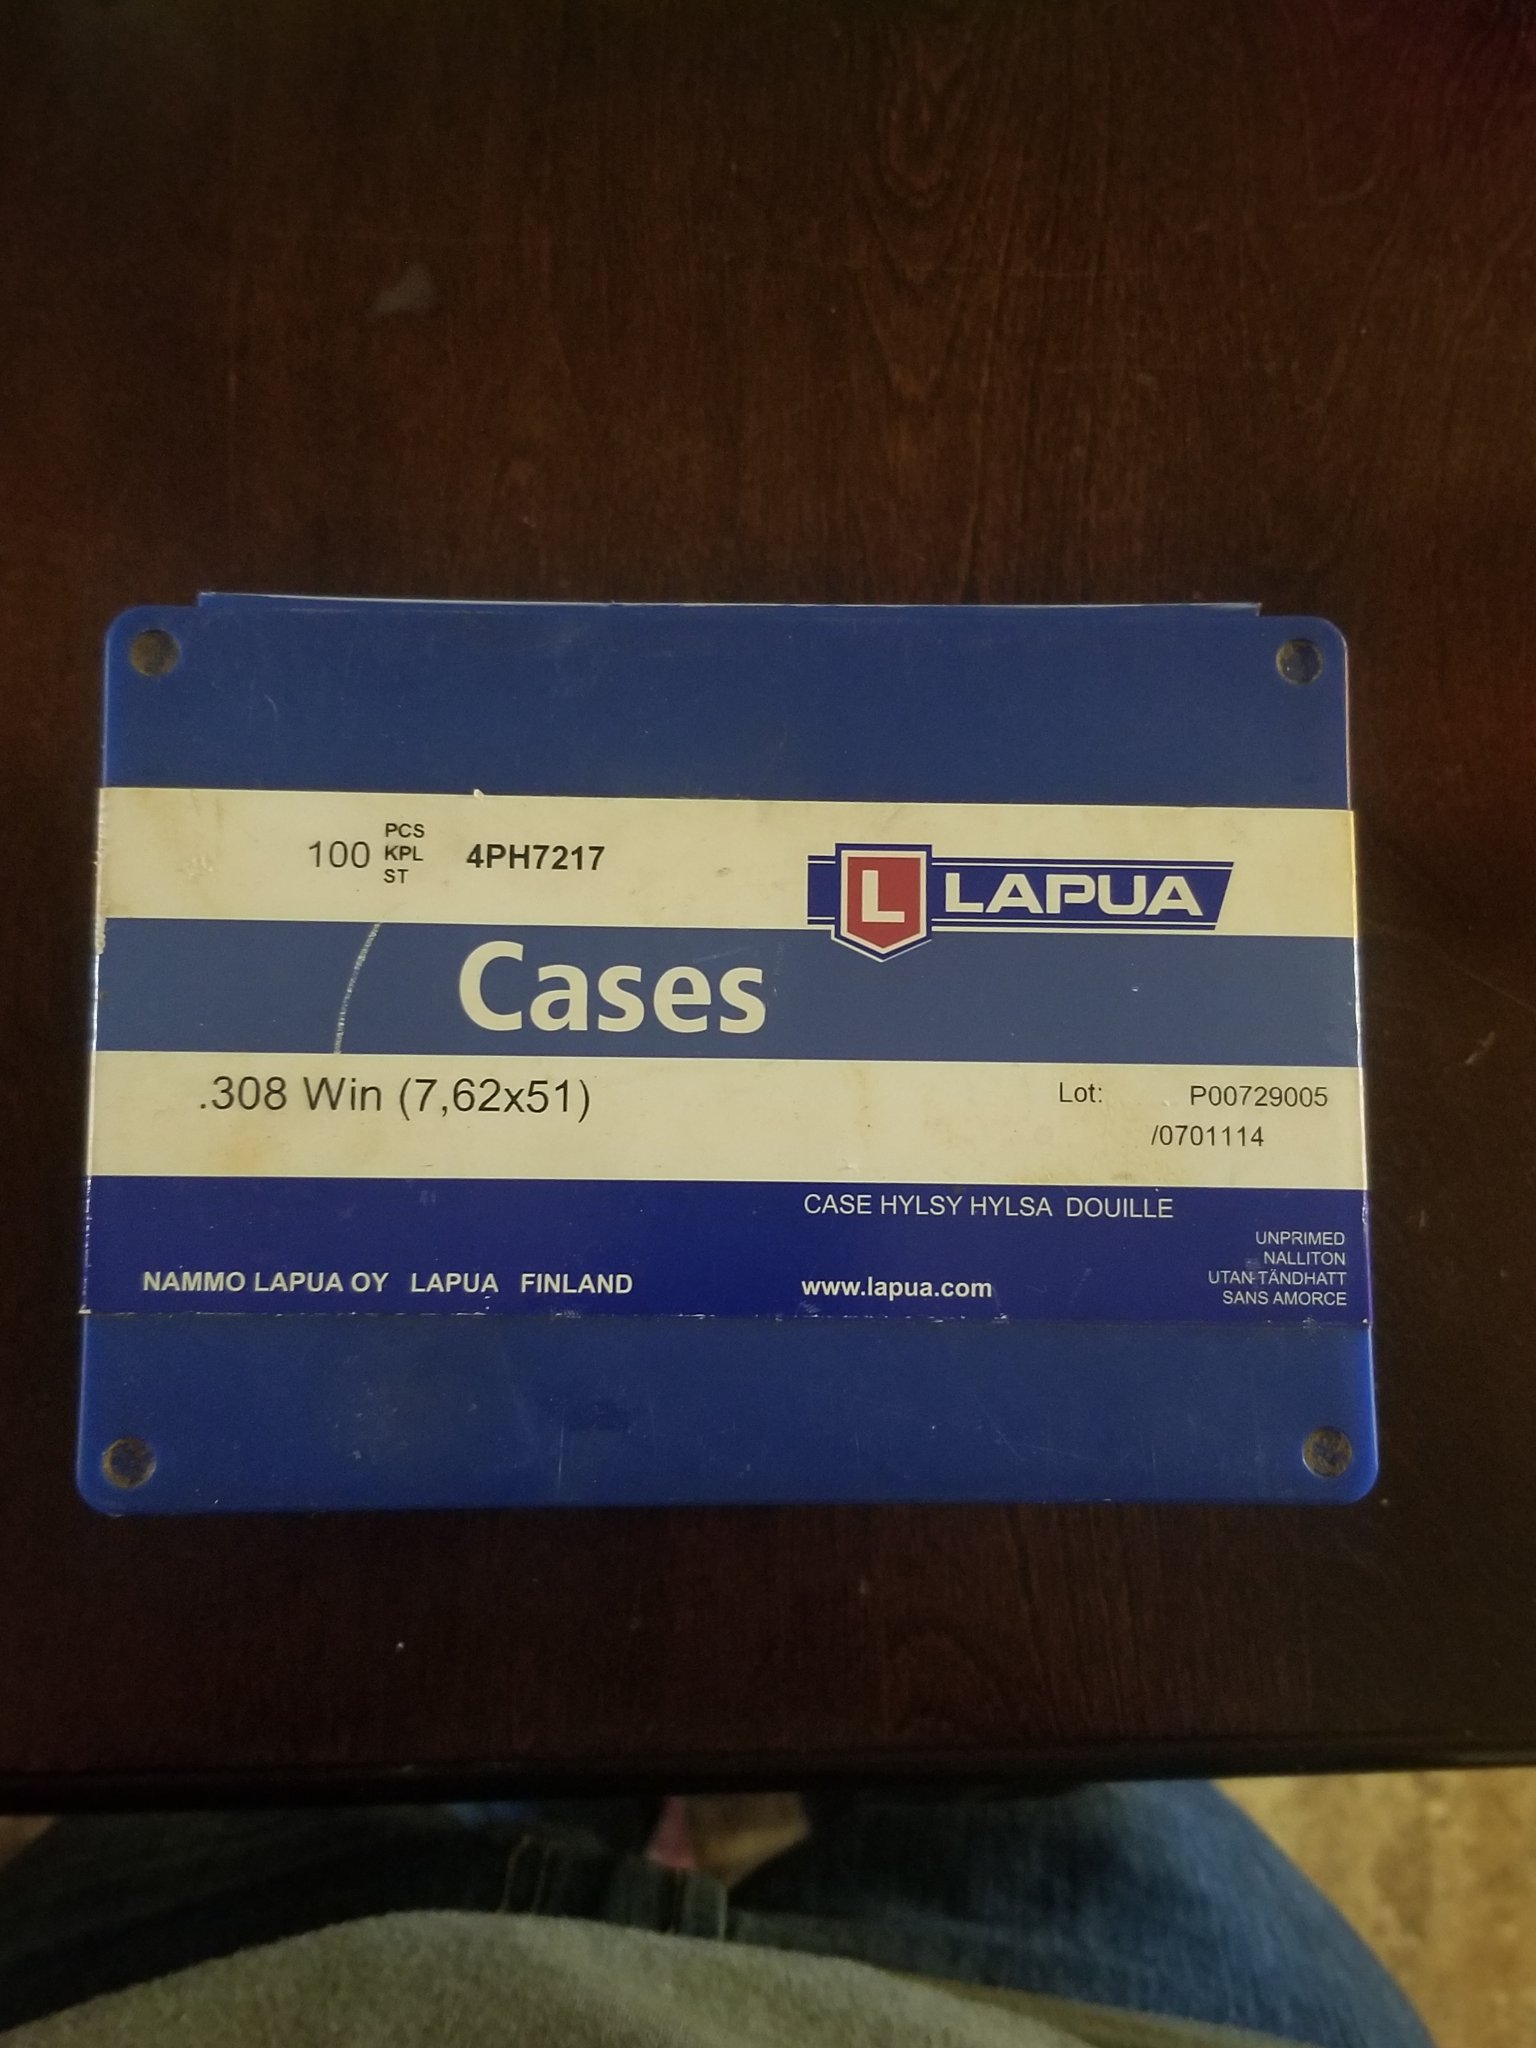 100 PCS
KPL
ST
4PH7217
L LAPUA
Cases
.308 Win (7,62x51)
Lot: P00729005
/0701114
CASE HYLSY HYLSA DOUILLE
UNPRIMED
NALLITON
UTAN TÄNDHATT
SANS AMORCE
NAMMO LAPUA OY LAPUA FINLAND
www.lapua.com